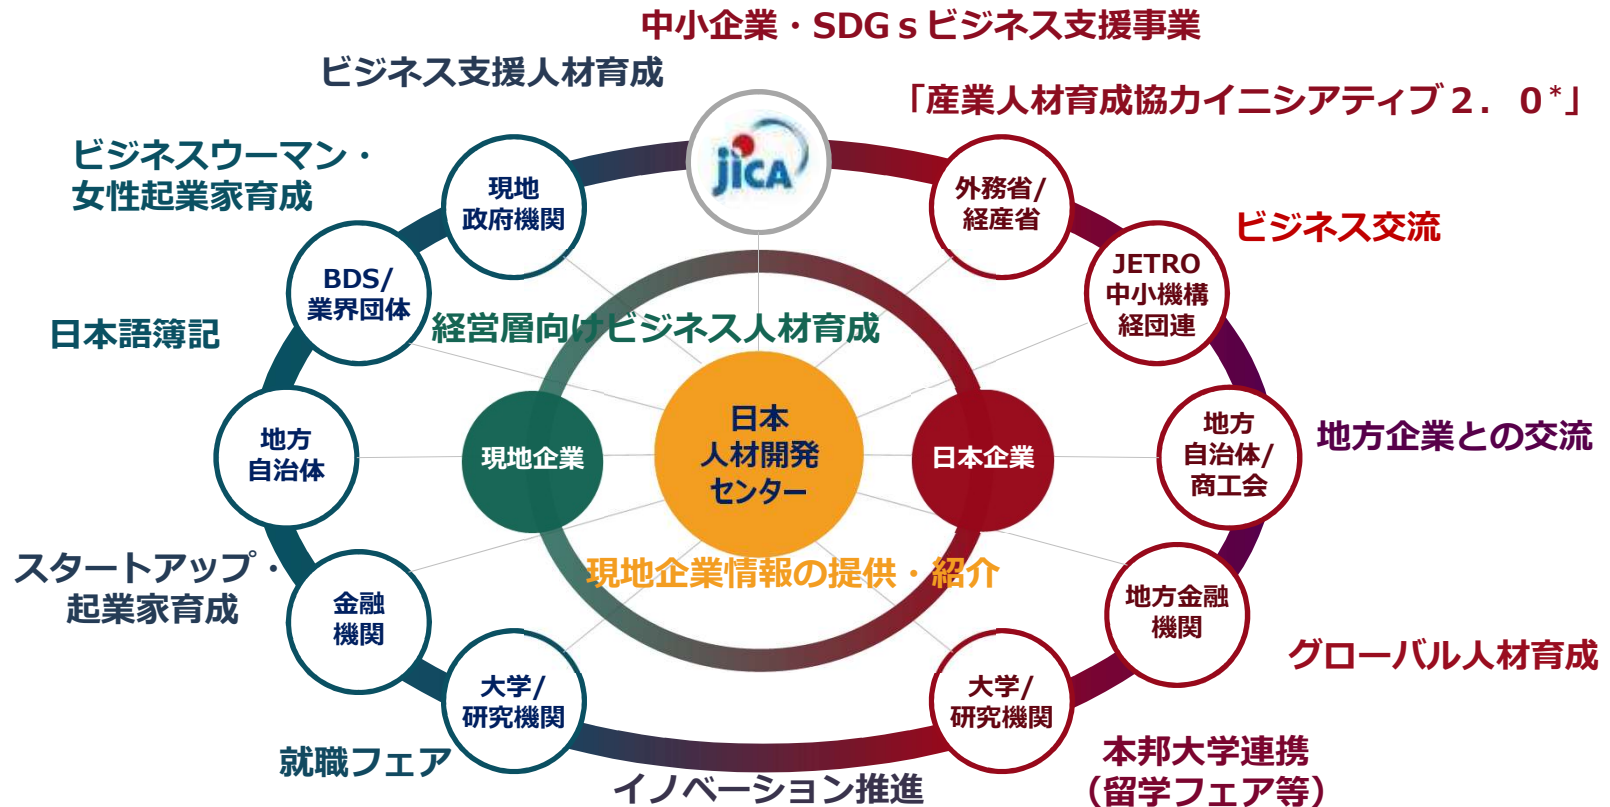 中小企業・SDGｓビジネス支援事業
ビジネス支援人材育成
「産業人材育成協力イニシアティブ２．０*」
jica
ビジネスウーマン・
女性起業家育成
現地
政府機関
外務省/
経産省
ビジネス交流
BDS/
業界団体
JETRO
中小機構
経団連
日本語簿記
経営層向けビジネス人材育成
地方
自治体
現地企業
日本
人材開発
センター
日本企業
地方
自治体/
商工会
地方企業との交流
スタートアップ・
起業家育成
金融
機関
現地企業情報の提供・紹介
地方金融
機関
グローバル人材育成
大学/
研究機関
大学/
研究機関
就職フェア
イノベーション推進
本邦大学連携
（留学フェア等）